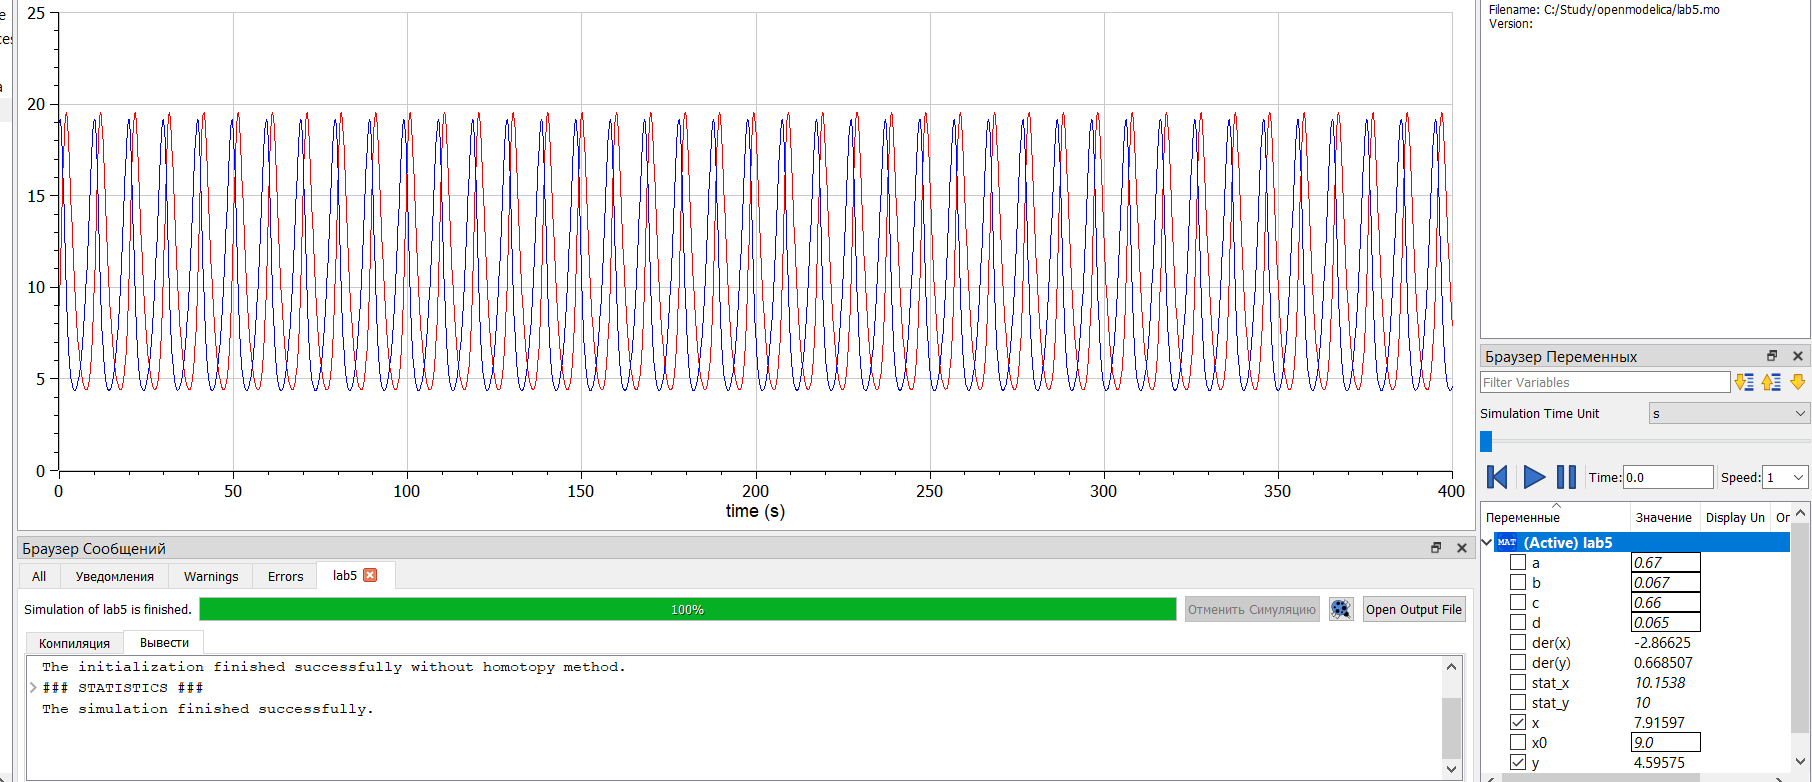 e
ce
a
25
20
15
10
5
0
0 50 100 150 200 250 300 350 400
time (s)
Filename: C:/Study/openmodelica/lab5.mo
Version:
Браузер Переменных
Filter Variables
Simulation Time Unit s
Time: 0.0 Speed: 1
Переменные Значение Display Un Or
MAT (Active) lab5
a 0.67
b 0.067
c 0.66
d 0.065
der(x) -2.86625
der(y) 0.668507
stat_x 10.1538
stat_y 10
x 7.91597
x0 9.0
y 4.59575
Браузер Сообщений
All Уведомления Warnings Errors lab5
Simulation of lab5 is finished. 100% Отменить Симуляцию Open Output File
Компиляция Вывести
The initialization finished successfully without homotopy method.
### STATISTICS ###
The simulation finished successfully.